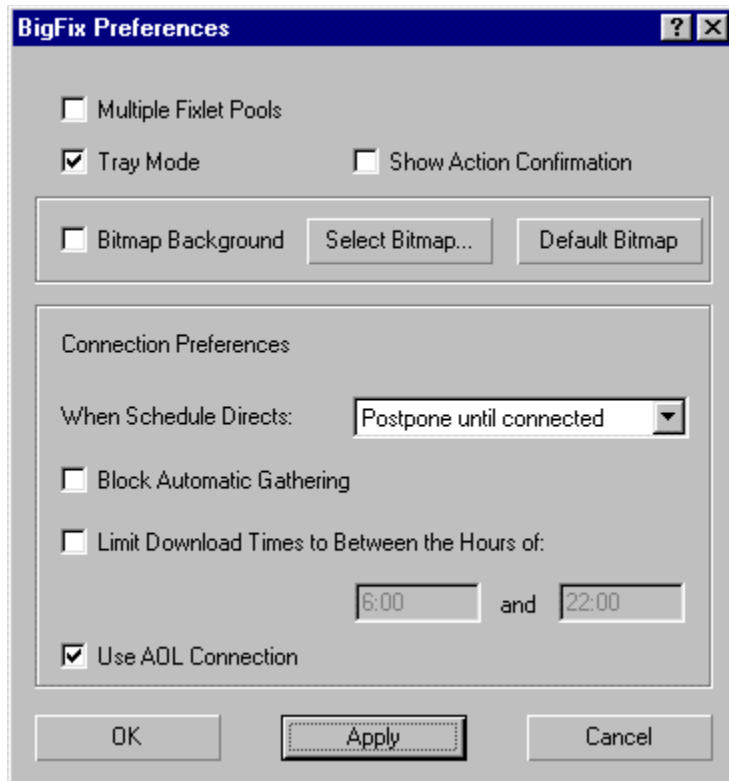 BigFix Preferences
Multiple Fixlet Pools
Tray Mode Show Action Confirmation
Bitmap Background Select Bitmap... Default Bitmap
Connection Preferences
When Schedule Directs: Postpone until connected
Block Automatic Gathering
Limit Download Times to Between the Hours of:
6:00 and 22:00
Use AOL Connection
OK Apply Cancel